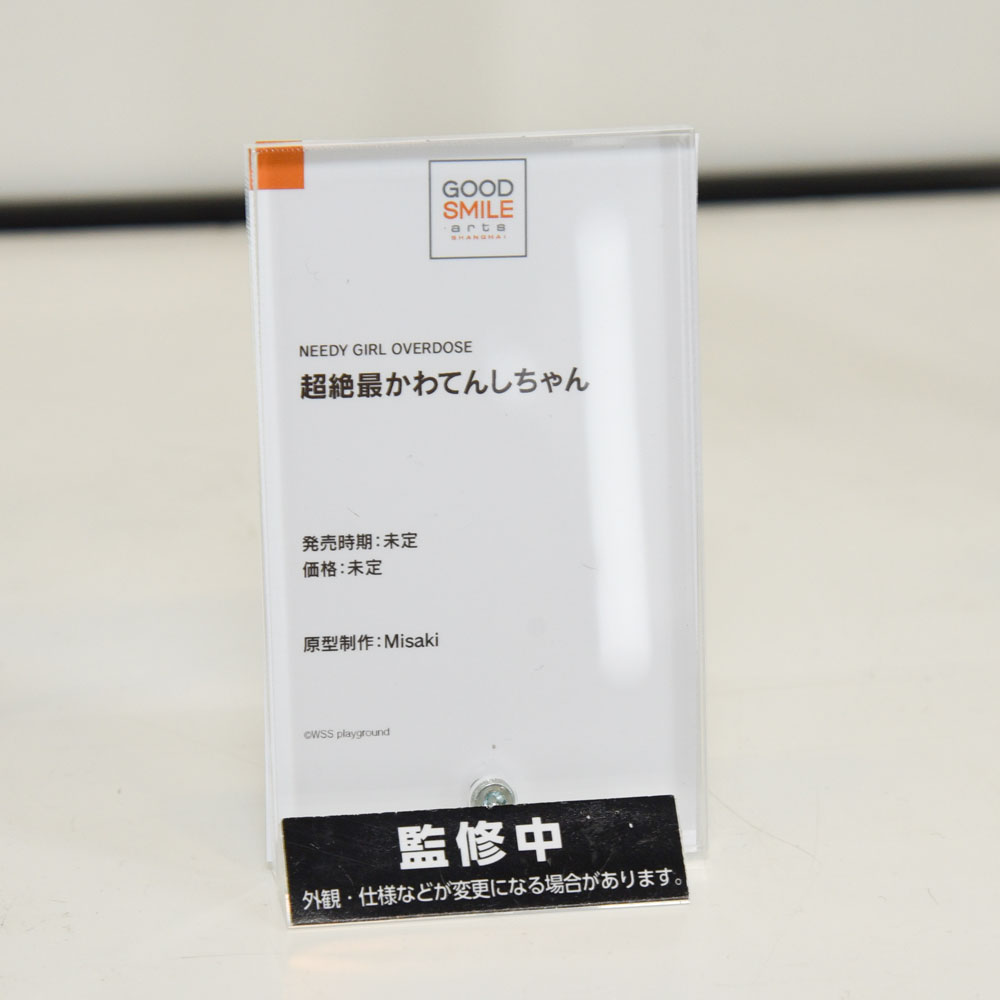 GOOD
SMILE
arts
SHANGHAI
NEEDY GIRL OVERDOSE
超絶最かわてんしちゃん
発売時期：未定
価格：未定
原型制作：Misaki
©WSS playground
監修中
外観・仕様などが変更になる場合があります。